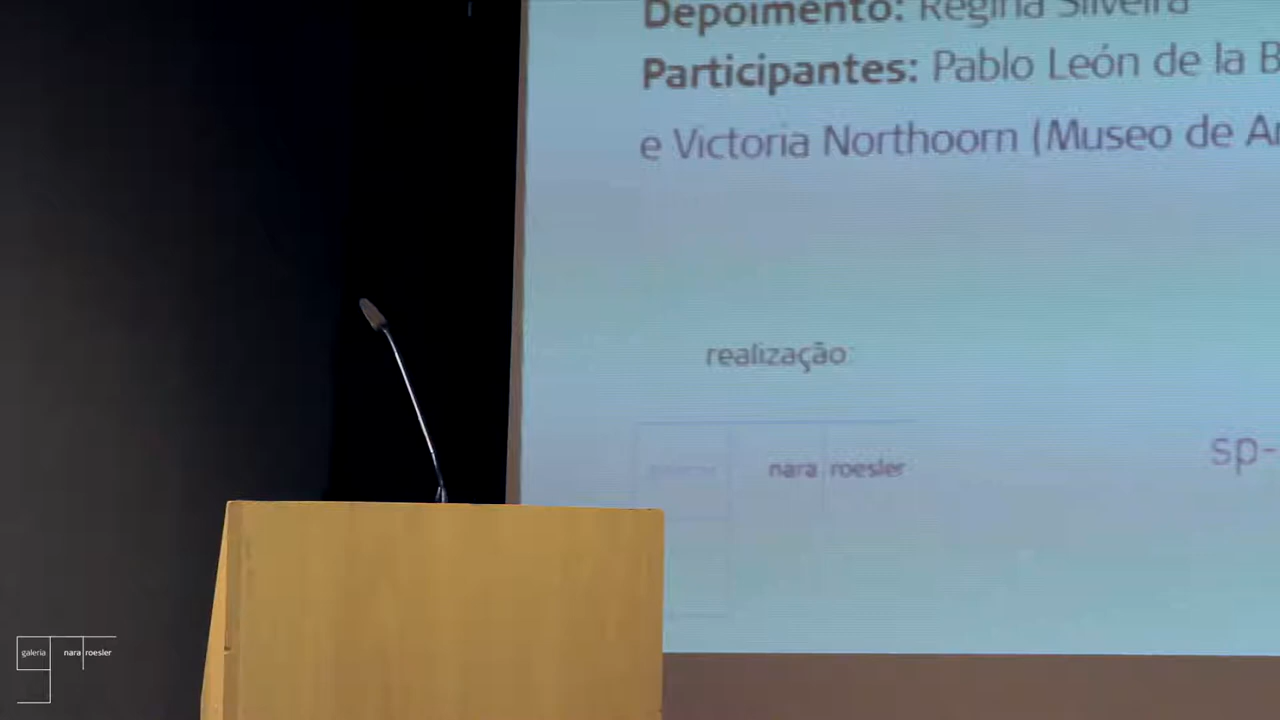 Depoimento: Regina Silveira
Participantes: Pablo León de la B
e Victoria Northoorn (Museo de Ar
realização:
galeria nara roesler
sp-
galeria nara roesler